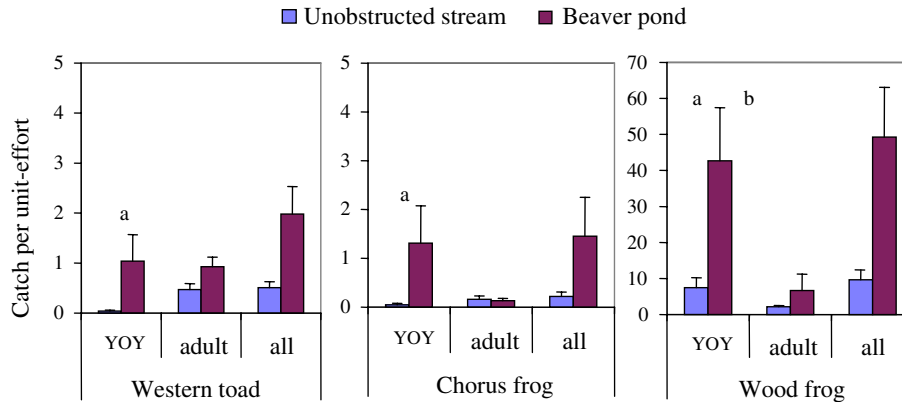 Unobstructed stream Beaver pond
Catch per unit-effort
5
4
3
2
1
0
a
YOY adult all
Western toad
5
4
3
2
1
0
a
YOY adult all
Chorus frog
70
60
50
40
30
20
10
0
a b
YOY adult all
Wood frog